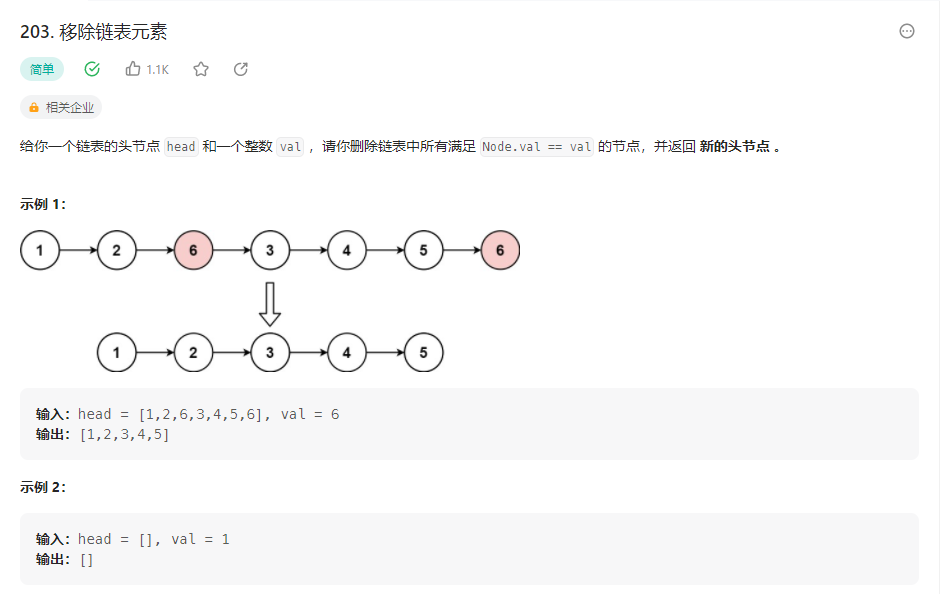 203. 移除链表元素
简单 1.1K
相关企业
给你一个链表的头节点 head 和一个整数 val ，请你删除链表中所有满足 Node.val == val 的节点，并返回 新的头节点 。
示例 1：
1 2 6 3 4 5 6
1 2 3 4 5
输入：head = [1,2,6,3,4,5,6], val = 6
输出：[1,2,3,4,5]
示例 2：
输入：head = [], val = 1
输出：[]